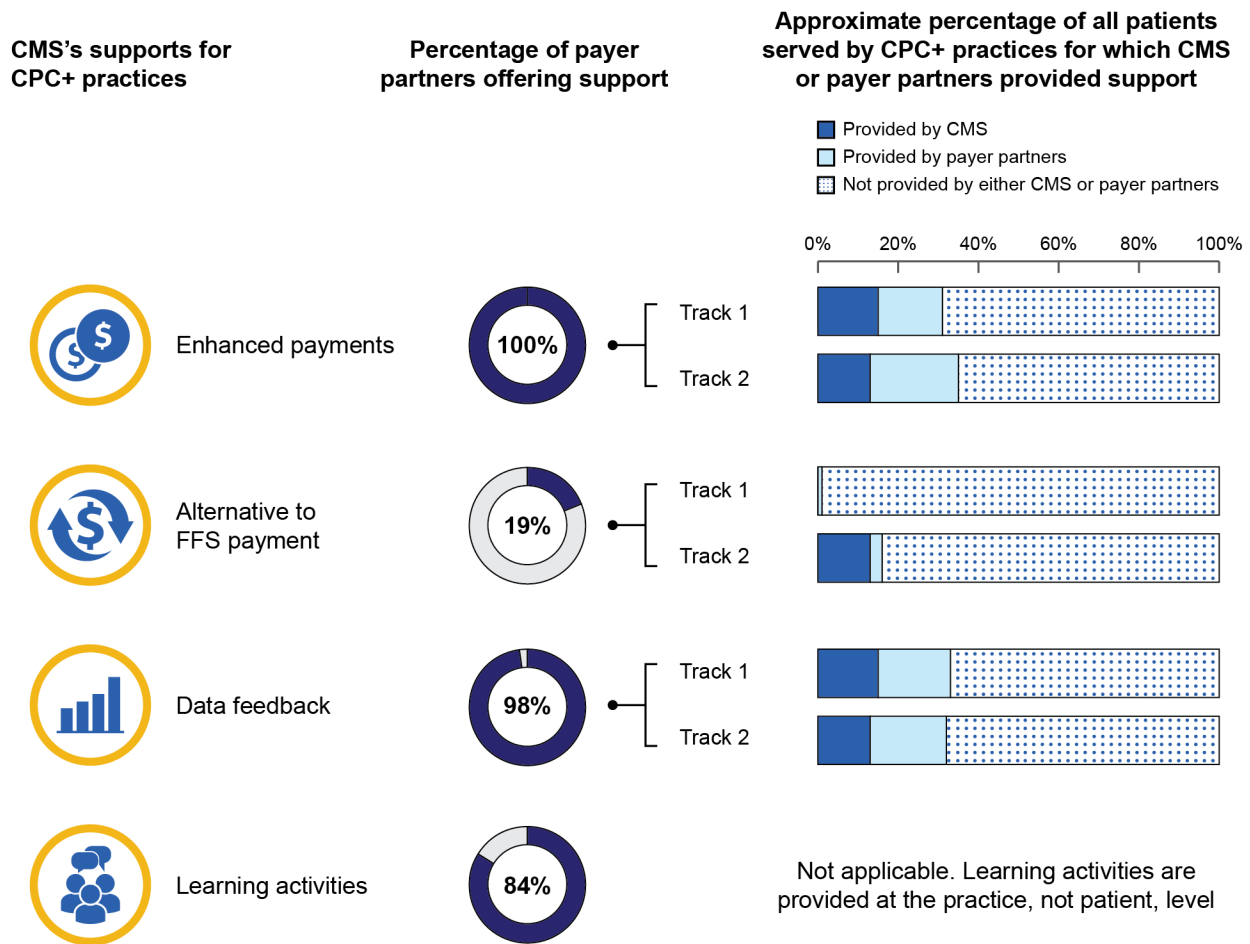 CMS’s supports for
CPC+ practices
Percentage of payer
partners offering support
Approximate percentage of all patients
served by CPC+ practices for which CMS
or payer partners provided support
Provided by CMS
Provided by payer partners
Not provided by either CMS or payer partners
0% 20% 40% 60% 80% 100%
$ $
Enhanced payments
100%
Track 1
Track 2
$
Alternative to
FFS payment
19%
Track 1
Track 2
Data feedback
98%
Track 1
Track 2
Learning activities
84%
Not applicable. Learning activities are
provided at the practice, not patient, level